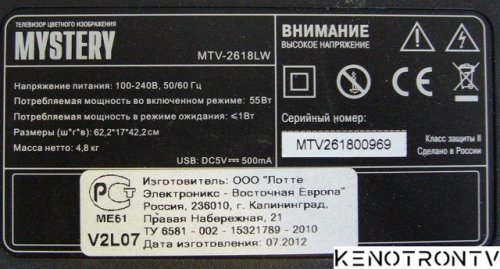 ТЕЛЕВИЗОР ЦВЕТНОГО ИЗОБРАЖЕНИЯ
MYSTERY
MTV-2618LW
Напряжение питания: 100-240В, 50/60 Гц
Потребляемая мощность во включенном режиме: 55Вт
Потребляемая мощность в режиме ожидания: ≤1Вт
Размеры (ш*г*в): 62,2*17*42,2см
Масса нетто: 4,8кг
USB: DC5V⎓500mA
ВНИМАНИЕ
ВЫСОКОЕ НАПРЯЖЕНИЕ
Серийный номер:
MTV261800969
Класс защиты II
Сделано в России
ME61
V2L07
Изготовитель: ООО "Лотте
Электроникс - Восточная Европа"
Россия, 236010, г. Калининград,
Правая Набережная, 21
ТУ 6581 - 002 - 15321789 - 2010
Дата изготовления: 07.2012
KENOTRONTV